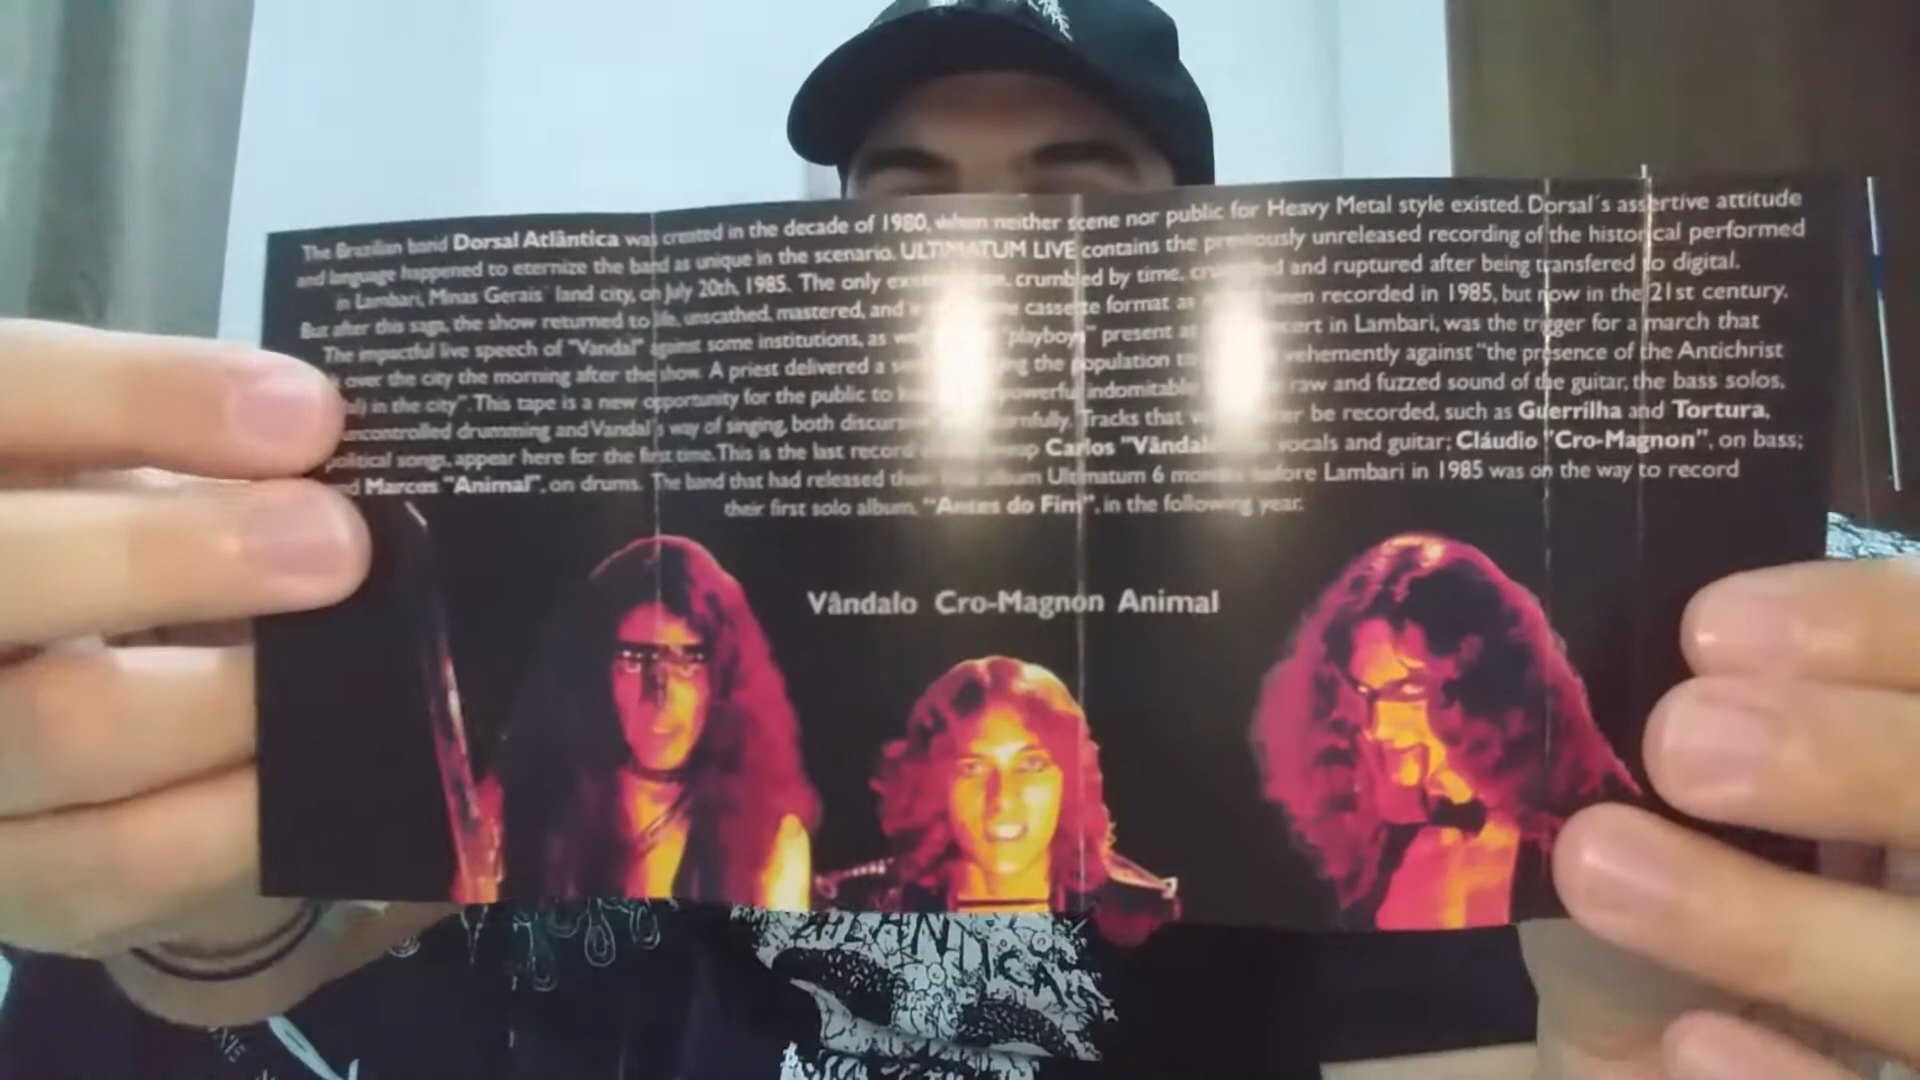 The Brazilian band Dorsal Atlântica was created in the decade of 1980, when neither scene nor public for Heavy Metal style existed. Dorsal´s assertive attitude
and language happened to eternize the band as unique in the scenario. ULTIMATUM LIVE contains the previously unreleased recording of the historical performed
in Lambari, Minas Gerais´ land city, on July 20th, 1985. The only crumbled by time, and ruptured after being transfered to digital.
But after this saga, the show returned to life, unscathed, mastered, and cassette format as been recorded in 1985, but now in the 21st century.
The impactful live speech of "Vandal" against some institutions, as "playboys" present at in Lambari, was the trigger for a march that
over the city the morning after the show. A priest delivered a the population to vehemently against "the presence of the Antichrist
in the city". This tape is a new opportunity for the public to powerful indomitable raw and fuzzed sound of the guitar, the bass solos,
uncontrolled drumming and Vandal´s way of singing, both Tracks that be recorded, such as Guerrilha and Tortura,
political songs, appear here for the first time. This is the last record Carlos "Vândalo" vocals and guitar; Cláudio "Cro-Magnon", on bass;
Marcos "Animal", on drums. The band that had released album Ultimatum 6 months before Lambari in 1985 was on the way to record
their first solo album, "Antes do Fim", in the following year.
Vândalo Cro-Magnon Animal